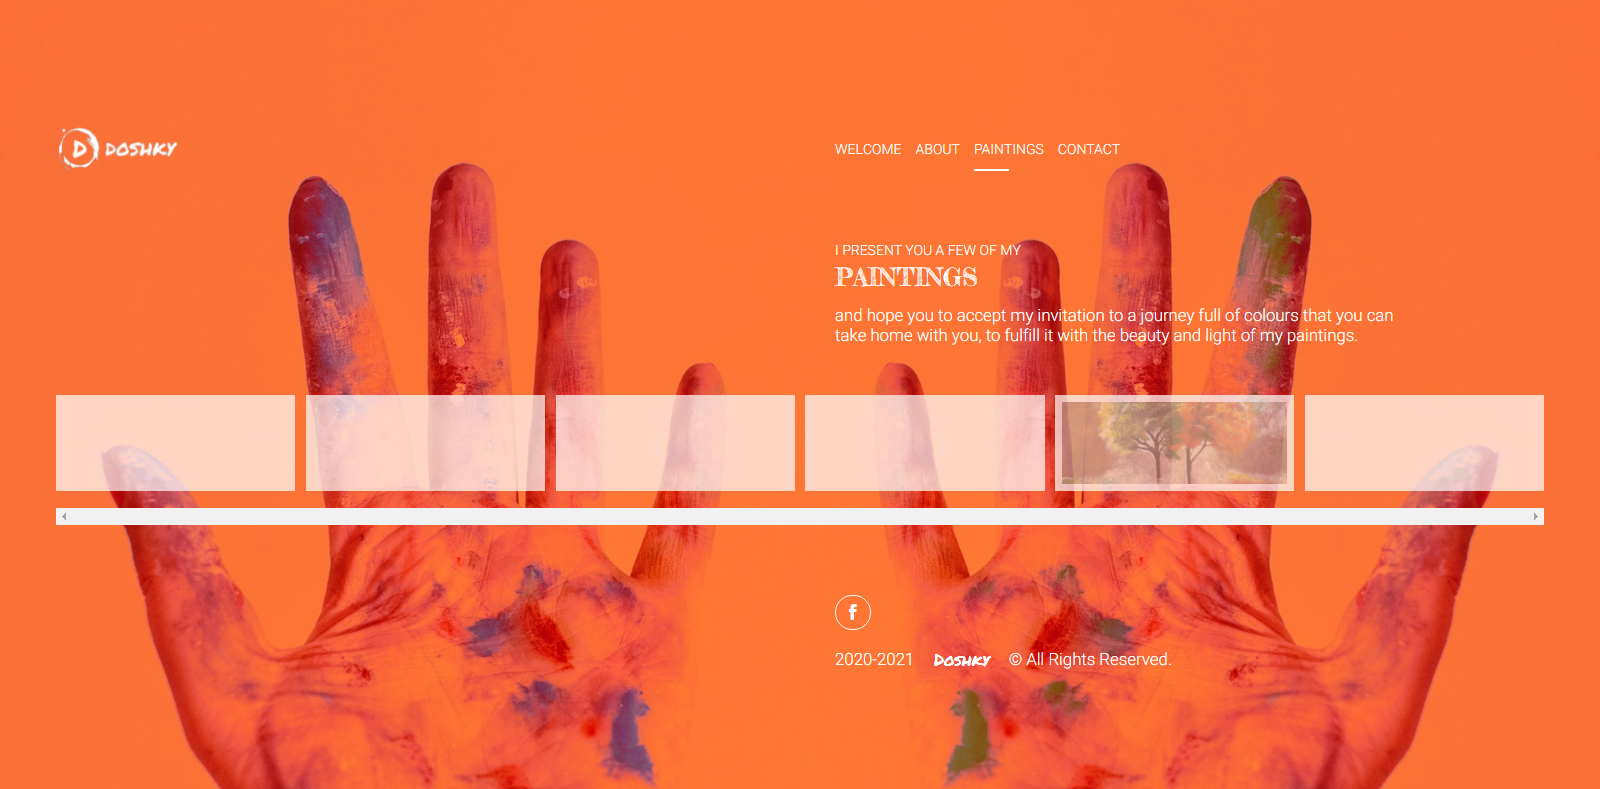 D DOSHKY
WELCOME ABOUT PAINTINGS CONTACT
I PRESENT YOU A FEW OF MY
PAINTINGS
and hope you to accept my invitation to a journey full of colours that you can
take home with you, to fulfill it with the beauty and light of my paintings.
f
2020-2021 DOSHKY © All Rights Reserved.